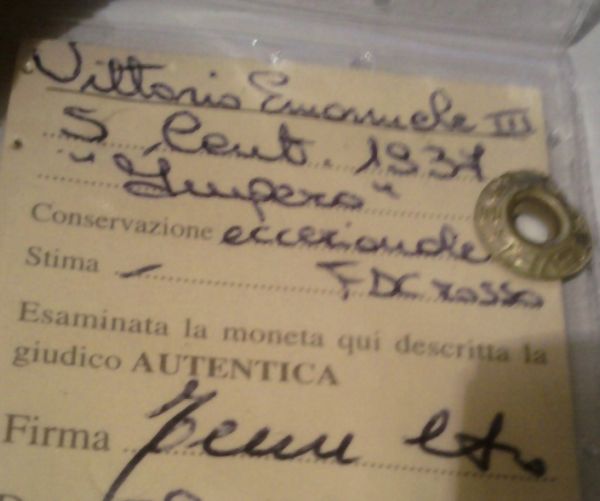 Vittorio Emanuele III
5 Cent. 1937
"Impero"
Conservazione eccezionale
Stima – FDC rosso
Esaminata la moneta qui descritta la
giudico AUTENTICA
Firma